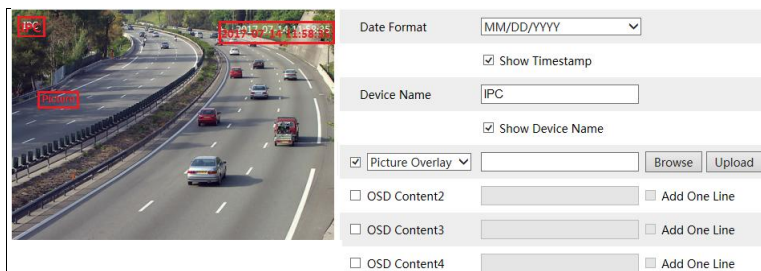 IPC
2017-07-14 11:58:35
Picture
Date Format MM/DD/YYYY
Show Timestamp
Device Name IPC
Show Device Name
Picture Overlay Browse Upload
OSD Content2 Add One Line
OSD Content3 Add One Line
OSD Content4 Add One Line